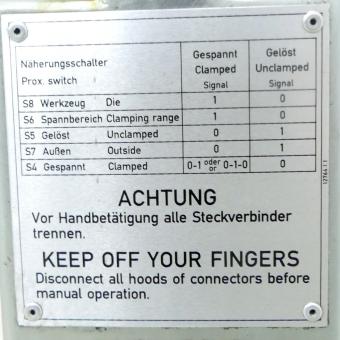 Näherungsschalter
Prox. switch
Gespannt
Clamped
Signal
Gelöst
Unclamped
Signal
S8 Werkzeug Die 1 0
S6 Spannbereich Clamping range 1 0
S5 Gelöst Unclamped 0 1
S7 Außen Outside 0 1
S4 Gespannt Clamped 0-1 oder or 0-1-0 0
ACHTUNG
Vor Handbetätigung alle Steckverbinder
trennen.
KEEP OFF YOUR FINGERS
Disconnect all hoods of connectors before
manual operation.